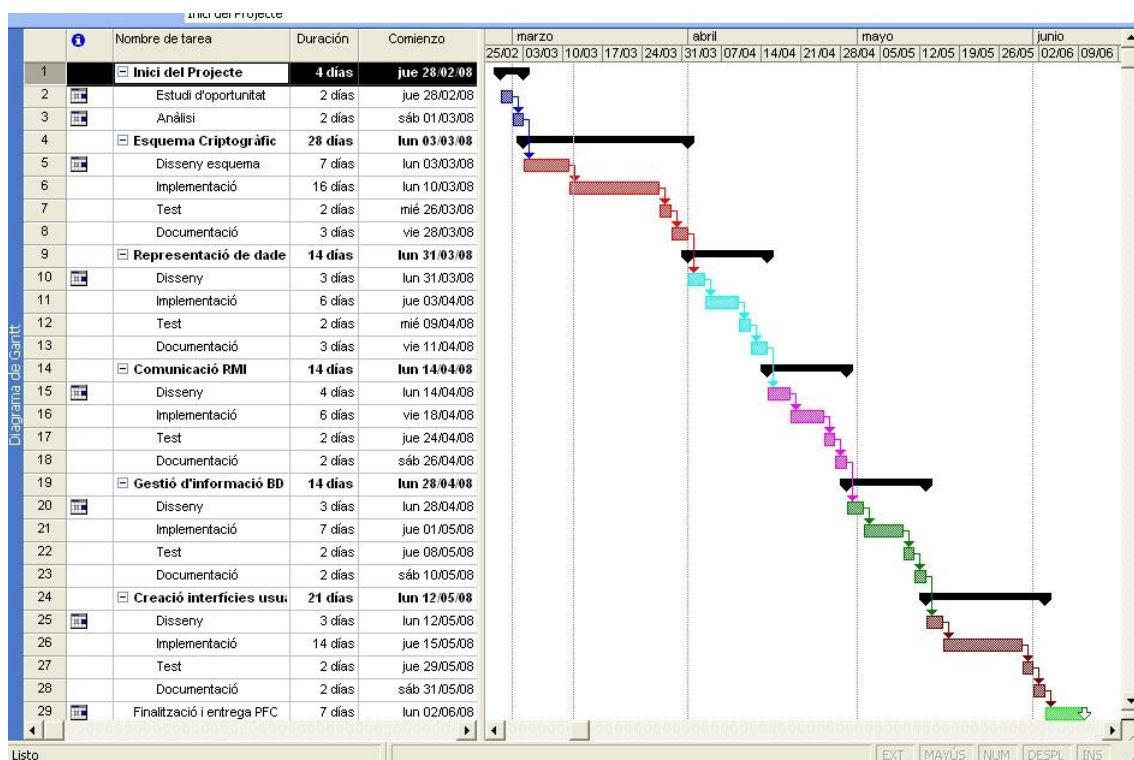 Inici del Projecte
Nombre de tarea Duración Comienzo
marzo abril mayo junio
25/02 03/03 10/03 17/03 24/03 31/03 07/04 14/04 21/04 28/04 05/05 12/05 19/05 26/05 02/06 09/06
1 Inici del Projecte 4 días jue 28/02/08
2 Estudi d'oportunitat 2 días jue 28/02/08
3 Anàlisi 2 días sáb 01/03/08
4 Esquema Criptogràfic 28 días lun 03/03/08
5 Disseny esquema 7 días lun 03/03/08
6 Implementació 16 días lun 10/03/08
7 Test 2 días mié 26/03/08
8 Documentació 3 días vie 28/03/08
9 Representació de dade 14 días lun 31/03/08
10 Disseny 3 días lun 31/03/08
11 Implementació 6 días jue 03/04/08
12 Test 2 días mié 09/04/08
13 Documentació 3 días vie 11/04/08
14 Comunicació RMI 14 días lun 14/04/08
15 Disseny 4 días lun 14/04/08
16 Implementació 6 días vie 18/04/08
17 Test 2 días jue 24/04/08
18 Documentació 2 días sáb 26/04/08
19 Gestió d'informació BD 14 días lun 28/04/08
20 Disseny 3 días lun 28/04/08
21 Implementació 7 días jue 01/05/08
22 Test 2 días jue 08/05/08
23 Documentació 2 días sáb 10/05/08
24 Creació interfícies usu 21 días lun 12/05/08
25 Disseny 3 días lun 12/05/08
26 Implementació 14 días jue 15/05/08
27 Test 2 días jue 29/05/08
28 Documentació 2 días sáb 31/05/08
29 Finalització i entrega PFC 7 días lun 02/06/08
Diagrama de Gantt
Listo EXT MAYÚS NUM DESPL INS